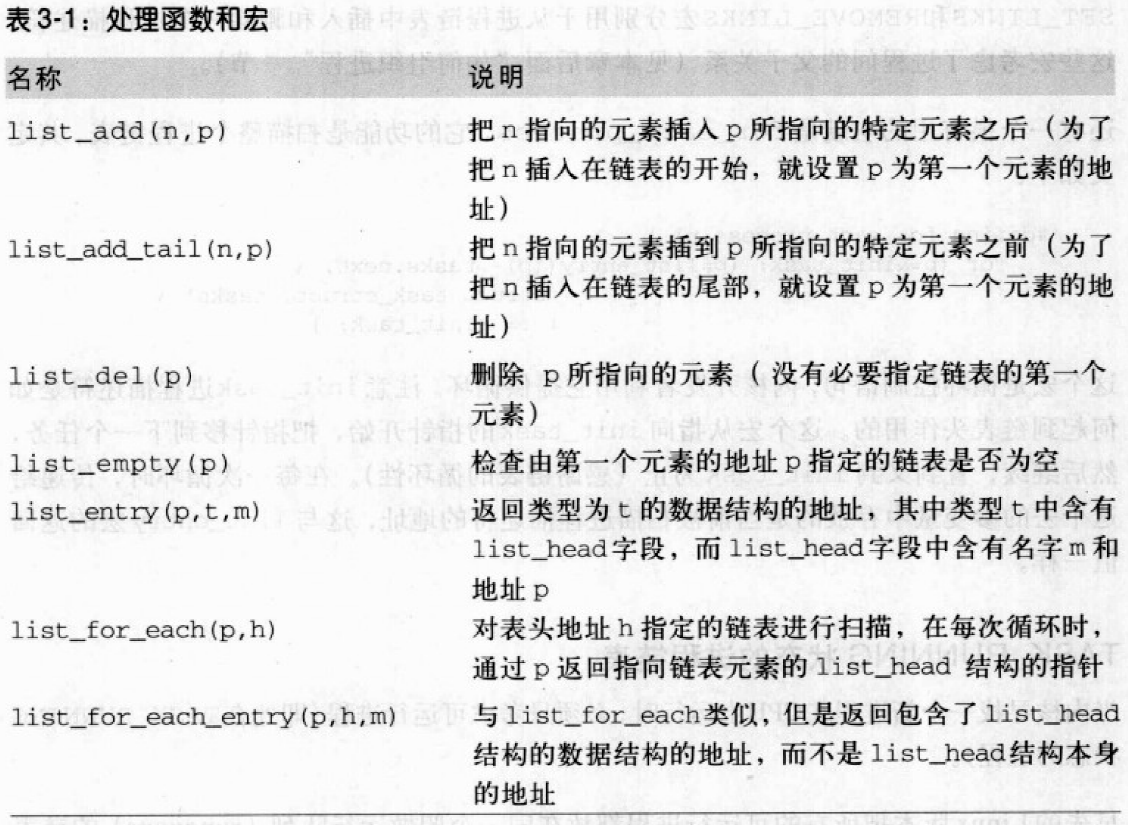 表3-1：处理函数和宏
名称 说明
list_add(n,p) 把n指向的元素插入p所指向的特定元素之后（为了
把n插入在链表的开始，就设置p为第一个元素的地
址）
list_add_tail(n,p) 把n指向的元素插到p所指向的特定元素之前（为了
把n插入在链表的尾部，就设置p为第一个元素的地
址）
list_del(p) 删除 p所指向的元素（没有必要指定链表的第一个
元素）
list_empty(p) 检查由第一个元素的地址p指定的链表是否为空
list_entry(p,t,m) 返回类型为t的数据结构的地址，其中类型t中含有
list_head字段，而list_head字段中含有名字m和
地址p
list_for_each(p,h) 对表头地址h指定的链表进行扫描，在每次循环时，
通过p返回指向链表元素的list_head 结构的指针
list_for_each_entry(p,h,m) 与list_for_each类似，但是返回包含了list_head
结构的数据结构的地址，而不是list_head结构本身
的地址